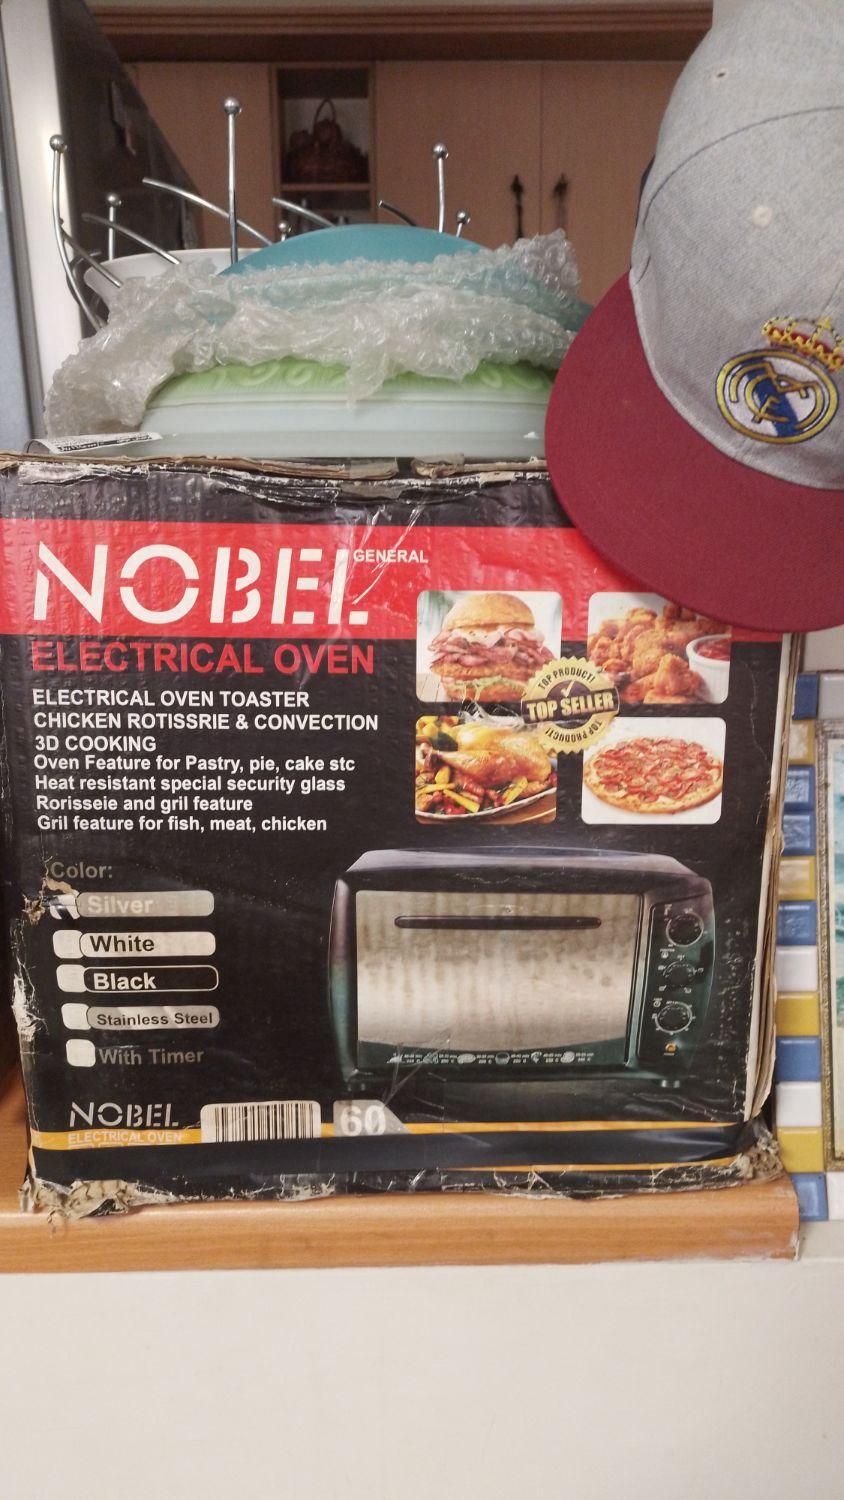 NOBEL GENERAL
ELECTRICAL OVEN
ELECTRICAL OVEN TOASTER
CHICKEN ROTISSRIE & CONVECTION
3D COOKING
Oven Feature for Pastry, pie, cake stc
Heat resistant special security glass
Rorisseie and gril feature
Gril feature for fish, meat, chicken
TOP PRODUCT!
TOP SELLER
TOP PRODUCT!
Color:
Silver
White
Black
Stainless Steel
With Timer
NOBEL
ELECTRICAL OVEN
60